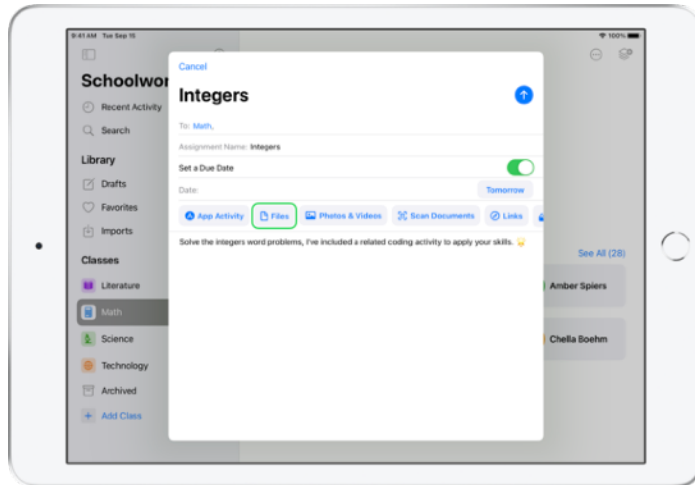 9:41 AM Tue Sep 15
100%
Schoolwor
Recent Activity
Search
Library
Drafts
Favorites
Imports
Classes
Literature
Math
Science
Technology
Archived
Add Class
Cancel
Integers
To: Math,
Assignment Name: Integers
Set a Due Date
Date: Tomorrow
App Activity Files Photos & Videos Scan Documents Links
Solve the integers word problems, I've included a related coding activity to apply your skills.
See All (28)
Amber Spiers
Chella Boehm